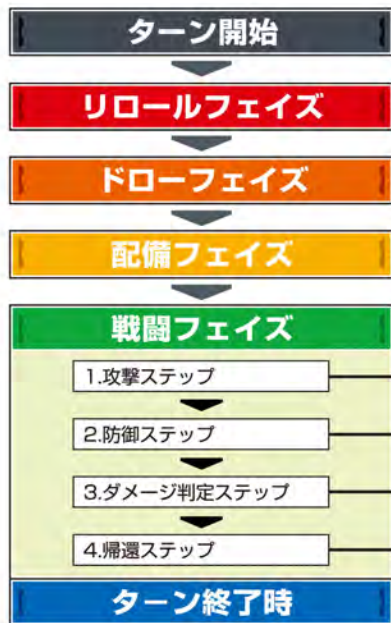 ターン開始
リロールフェイズ
ドローフェイズ
配備フェイズ
戦闘フェイズ
1.攻撃ステップ
2.防御ステップ
3.ダメージ判定ステップ
4.帰還ステップ
ターン終了時